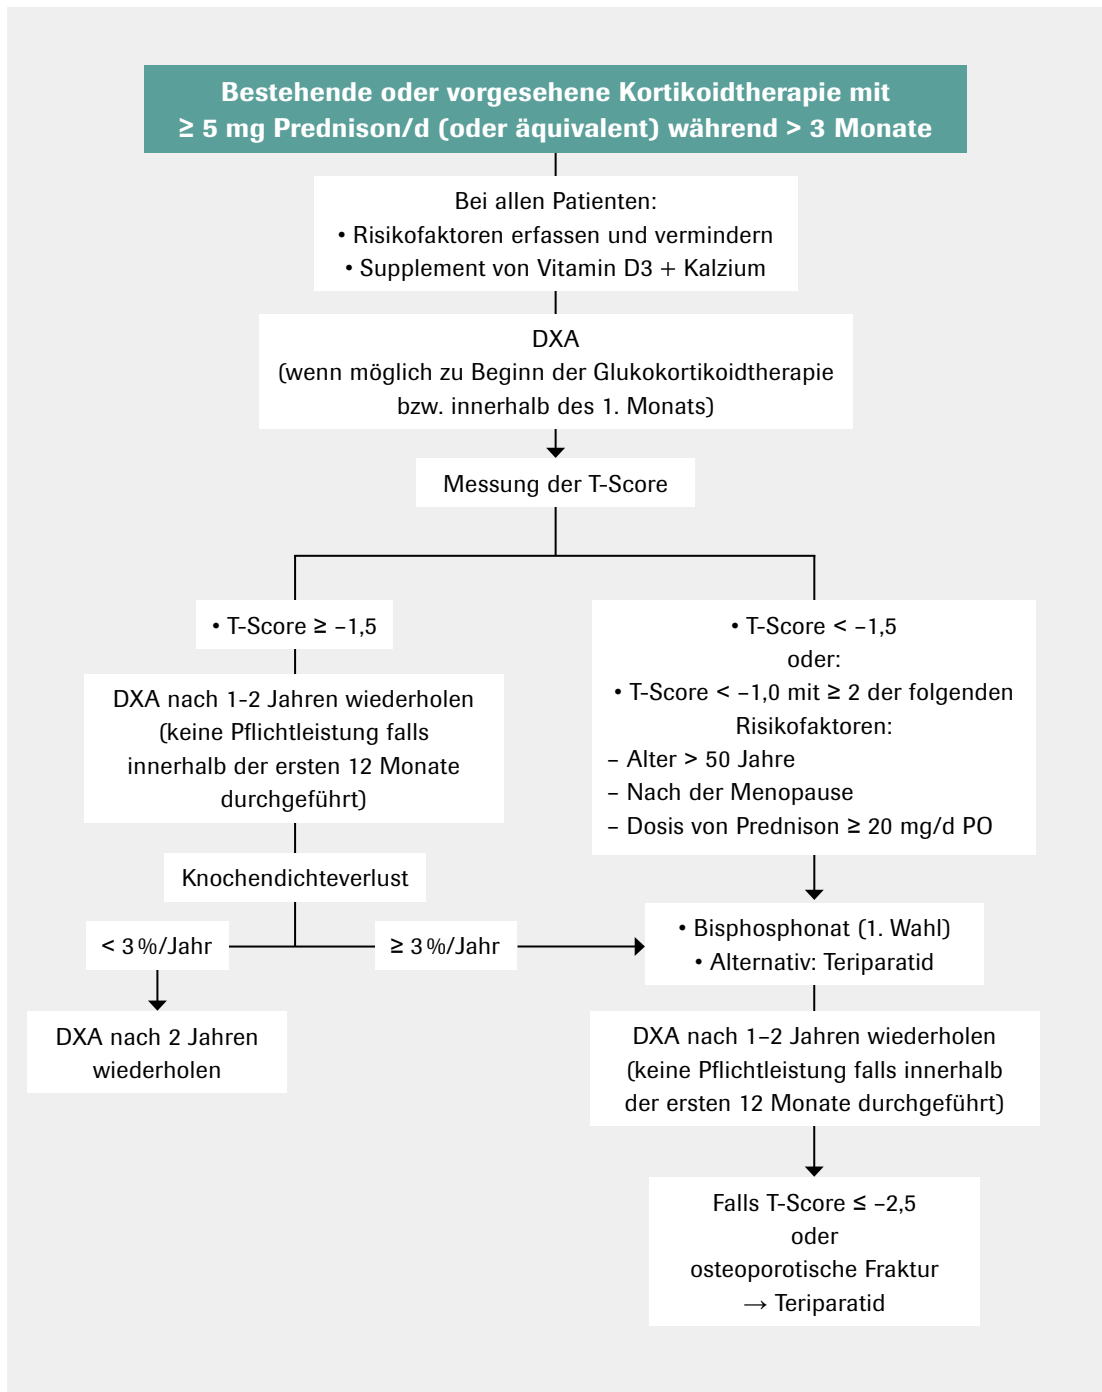 Bestehende oder vorgesehene Kortikoidtherapie mit
≥ 5 mg Prednison/d (oder äquivalent) während > 3 Monate
Bei allen Patienten:
• Risikofaktoren erfassen und vermindern
• Supplement von Vitamin D3 + Kalzium
DXA
(wenn möglich zu Beginn der Glukokortikoidtherapie
bzw. innerhalb des 1. Monats)
Messung der T-Score
• T-Score ≥ –1,5
DXA nach 1-2 Jahren wiederholen
(keine Pflichtleistung falls
innerhalb der ersten 12 Monate
durchgeführt)
Knochendichteverlust
< 3 %/Jahr
≥ 3 %/Jahr
DXA nach 2 Jahren
wiederholen
• T-Score < –1,5
oder:
• T-Score < –1,0 mit ≥ 2 der folgenden
Risikofaktoren:
– Alter > 50 Jahre
– Nach der Menopause
– Dosis von Prednison ≥ 20 mg/d PO
• Bisphosphonat (1. Wahl)
• Alternativ: Teriparatid
DXA nach 1–2 Jahren wiederholen
(keine Pflichtleistung falls innerhalb
der ersten 12 Monate durchgeführt)
Falls T-Score ≤ –2,5
oder
osteoporotische Fraktur
→ Teriparatid